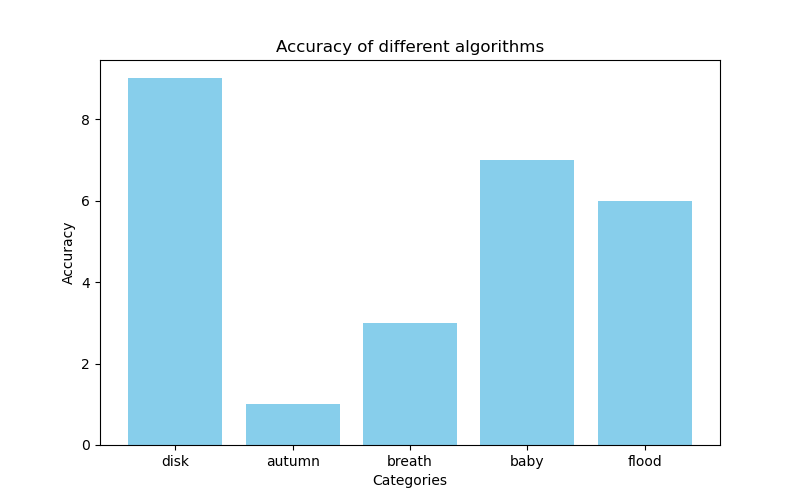 Accuracy of different algorithms
Accuracy
8
6
4
2
0
disk autumn breath baby flood
Categories